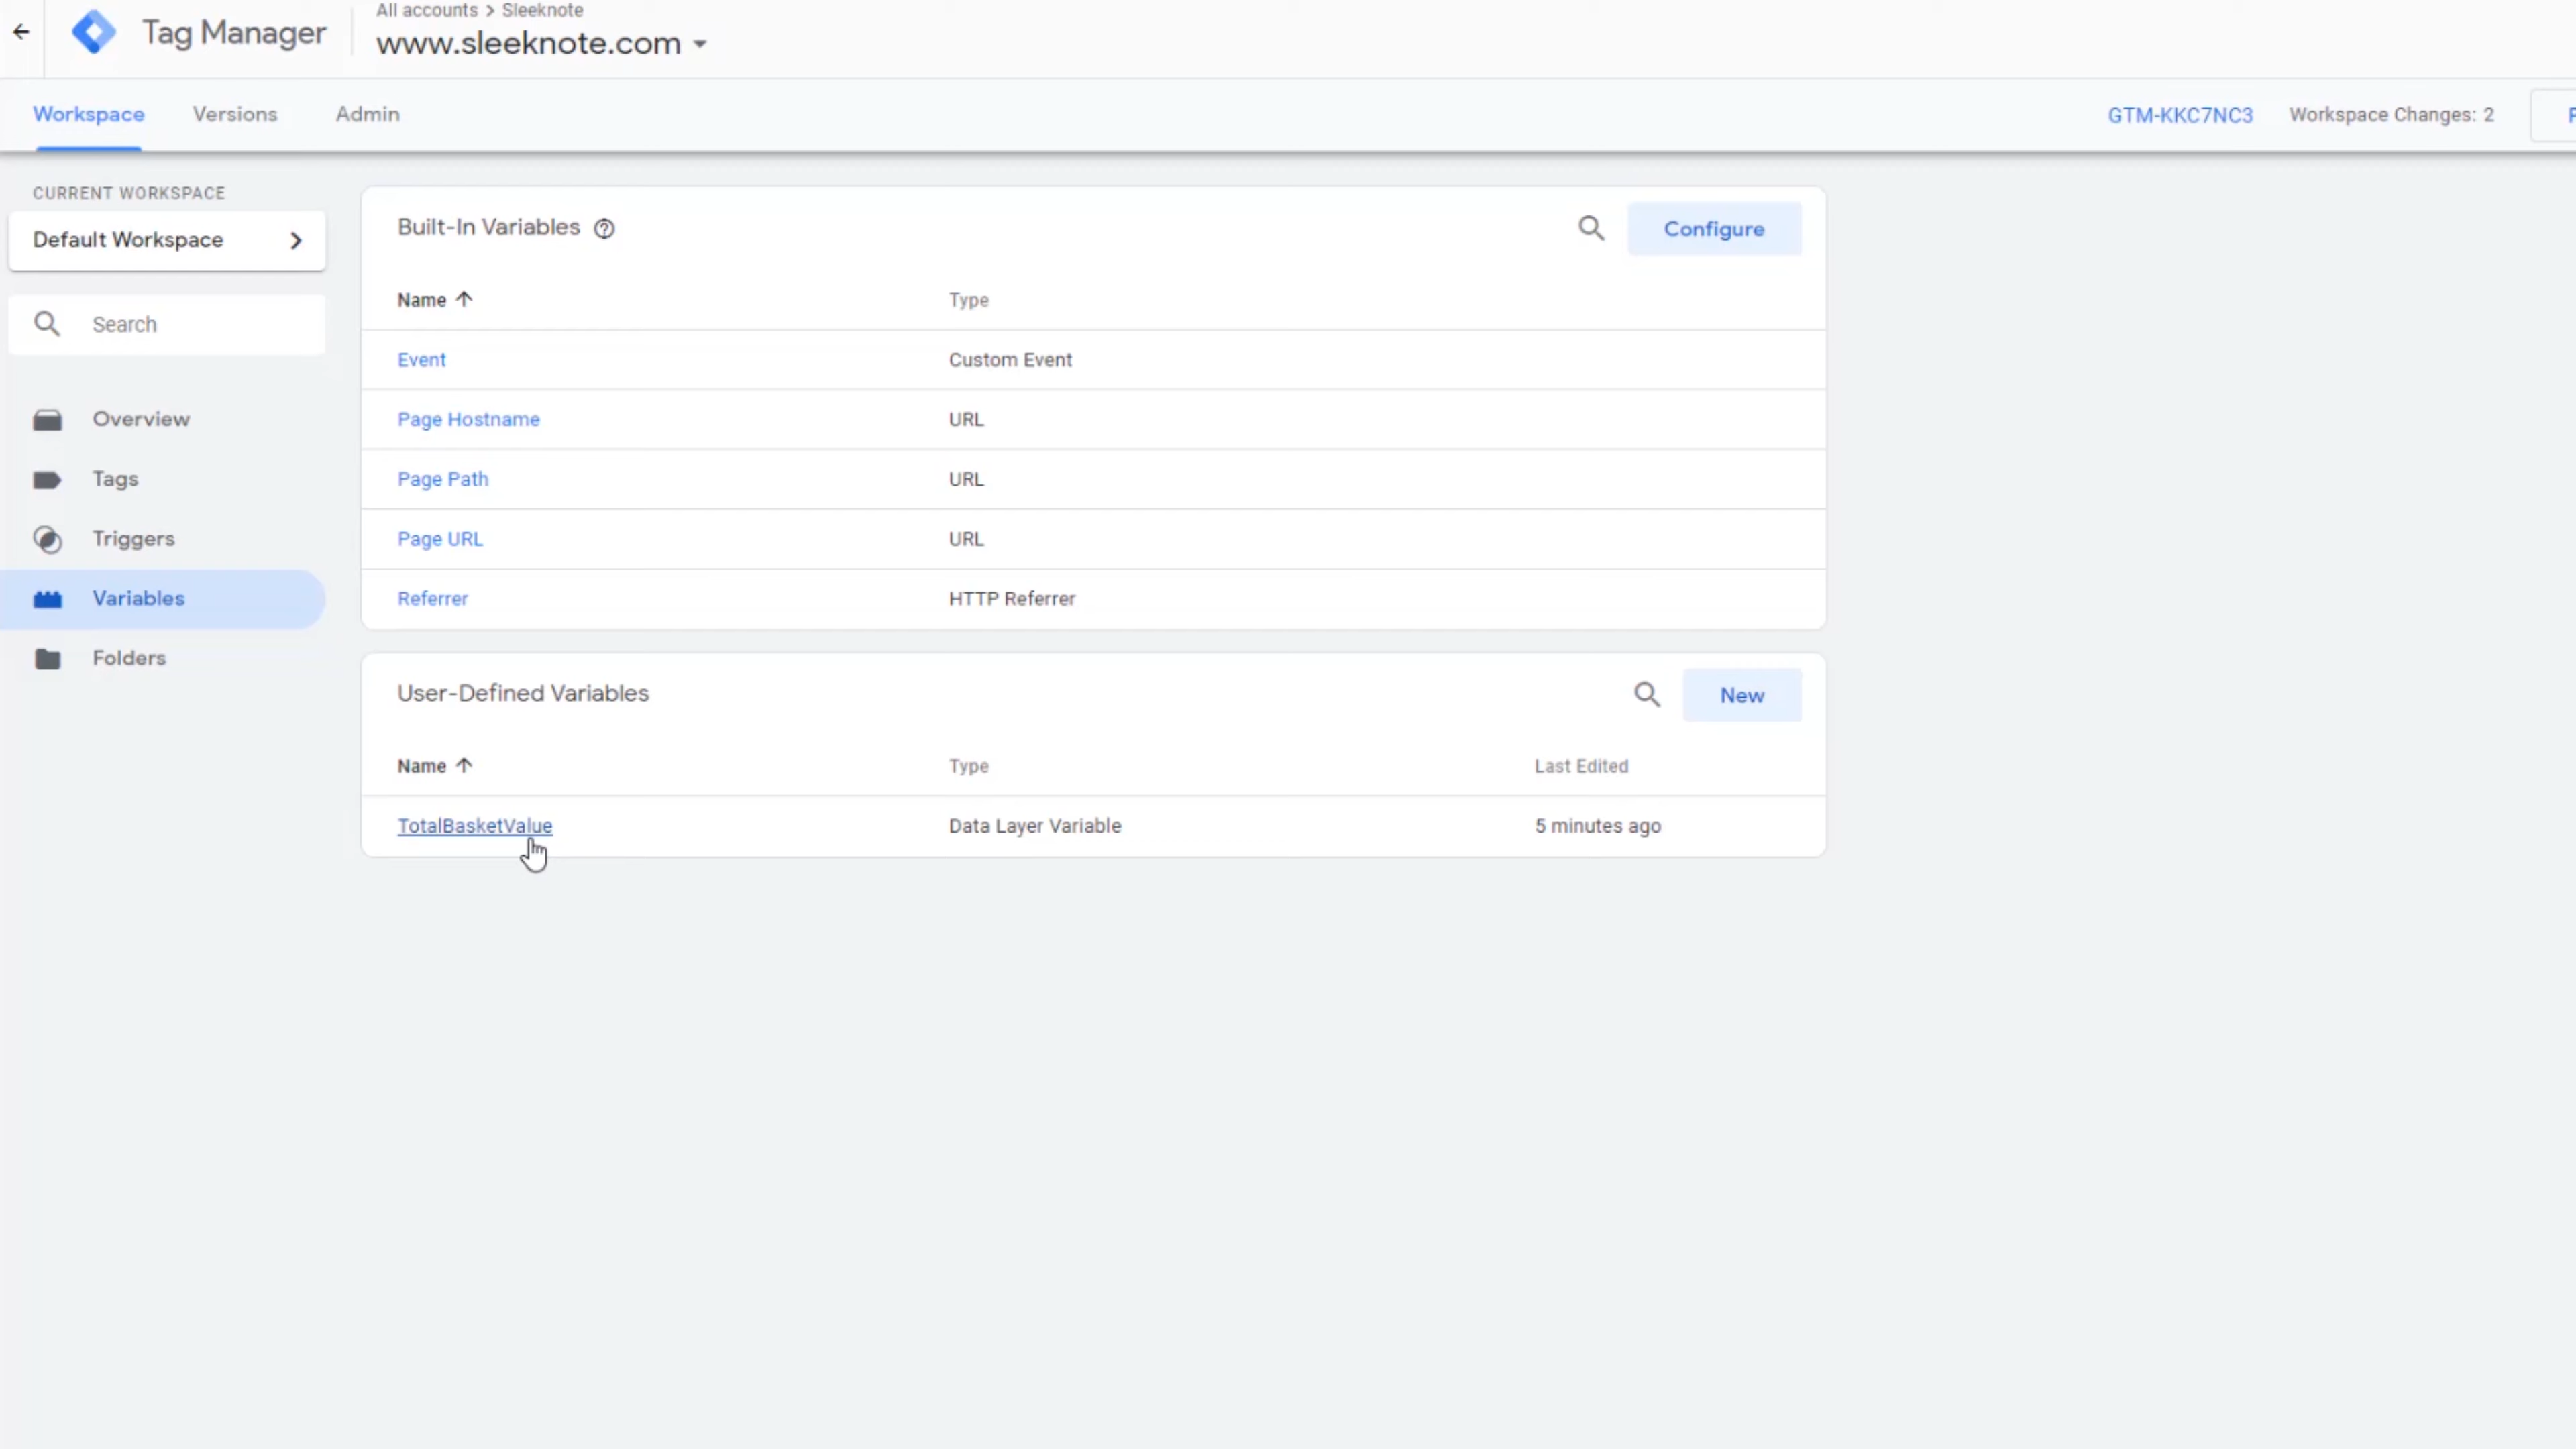 All accounts > Sleeknote
Tag Manager
www.sleeknote.com
Workspace Versions Admin
GTM-KKC7NC3 Workspace Changes: 2
CURRENT WORKSPACE
Default Workspace
Search
Overview
Tags
Triggers
Variables
Folders
Built-In Variables
Configure
Name Type
Event Custom Event
Page Hostname URL
Page Path URL
Page URL URL
Referrer HTTP Referrer
User-Defined Variables
New
Name Type Last Edited
TotalBasketValue Data Layer Variable 5 minutes ago